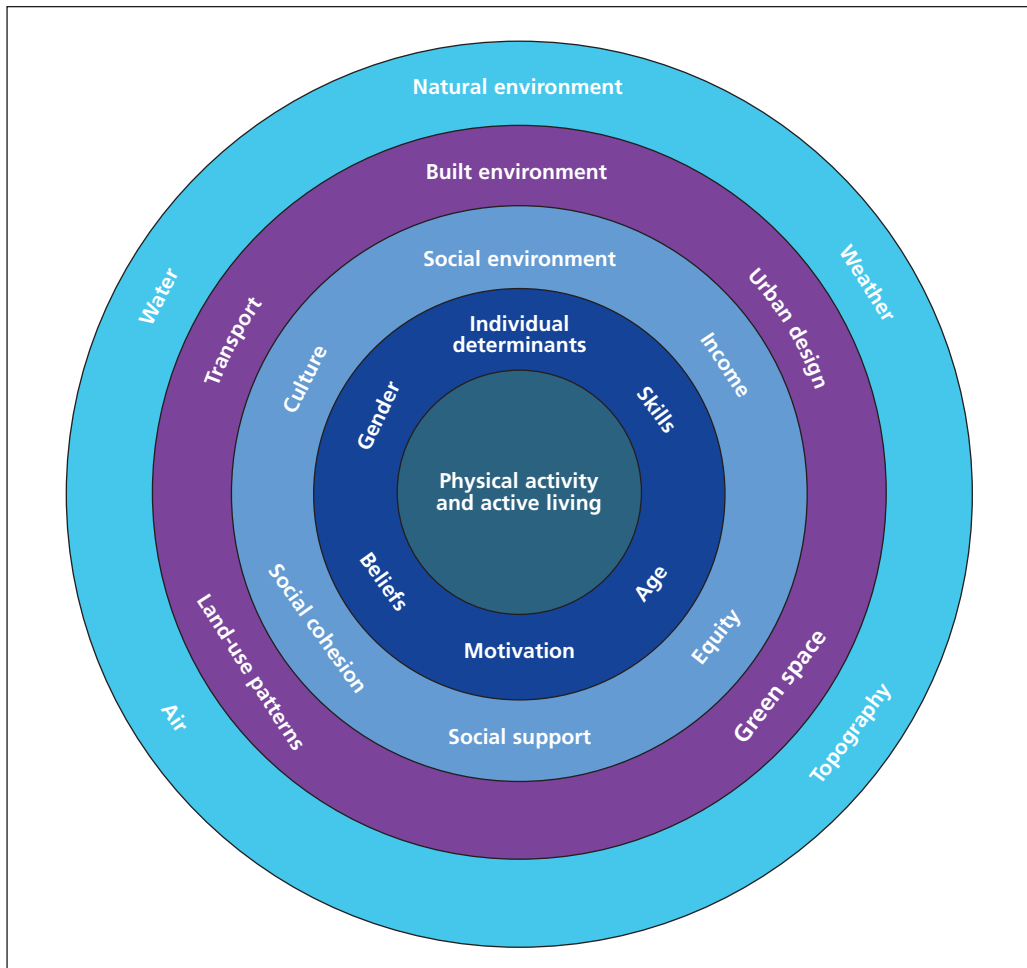 Natural environment
Water
Weather
Air
Topography
Built environment
Transport
Urban design
Land-use patterns
Green space
Social environment
Culture
Income
Social cohesion
Equity
Social support
Individual
determinants
Gender
Skills
Beliefs
Age
Motivation
Physical activity
and active living